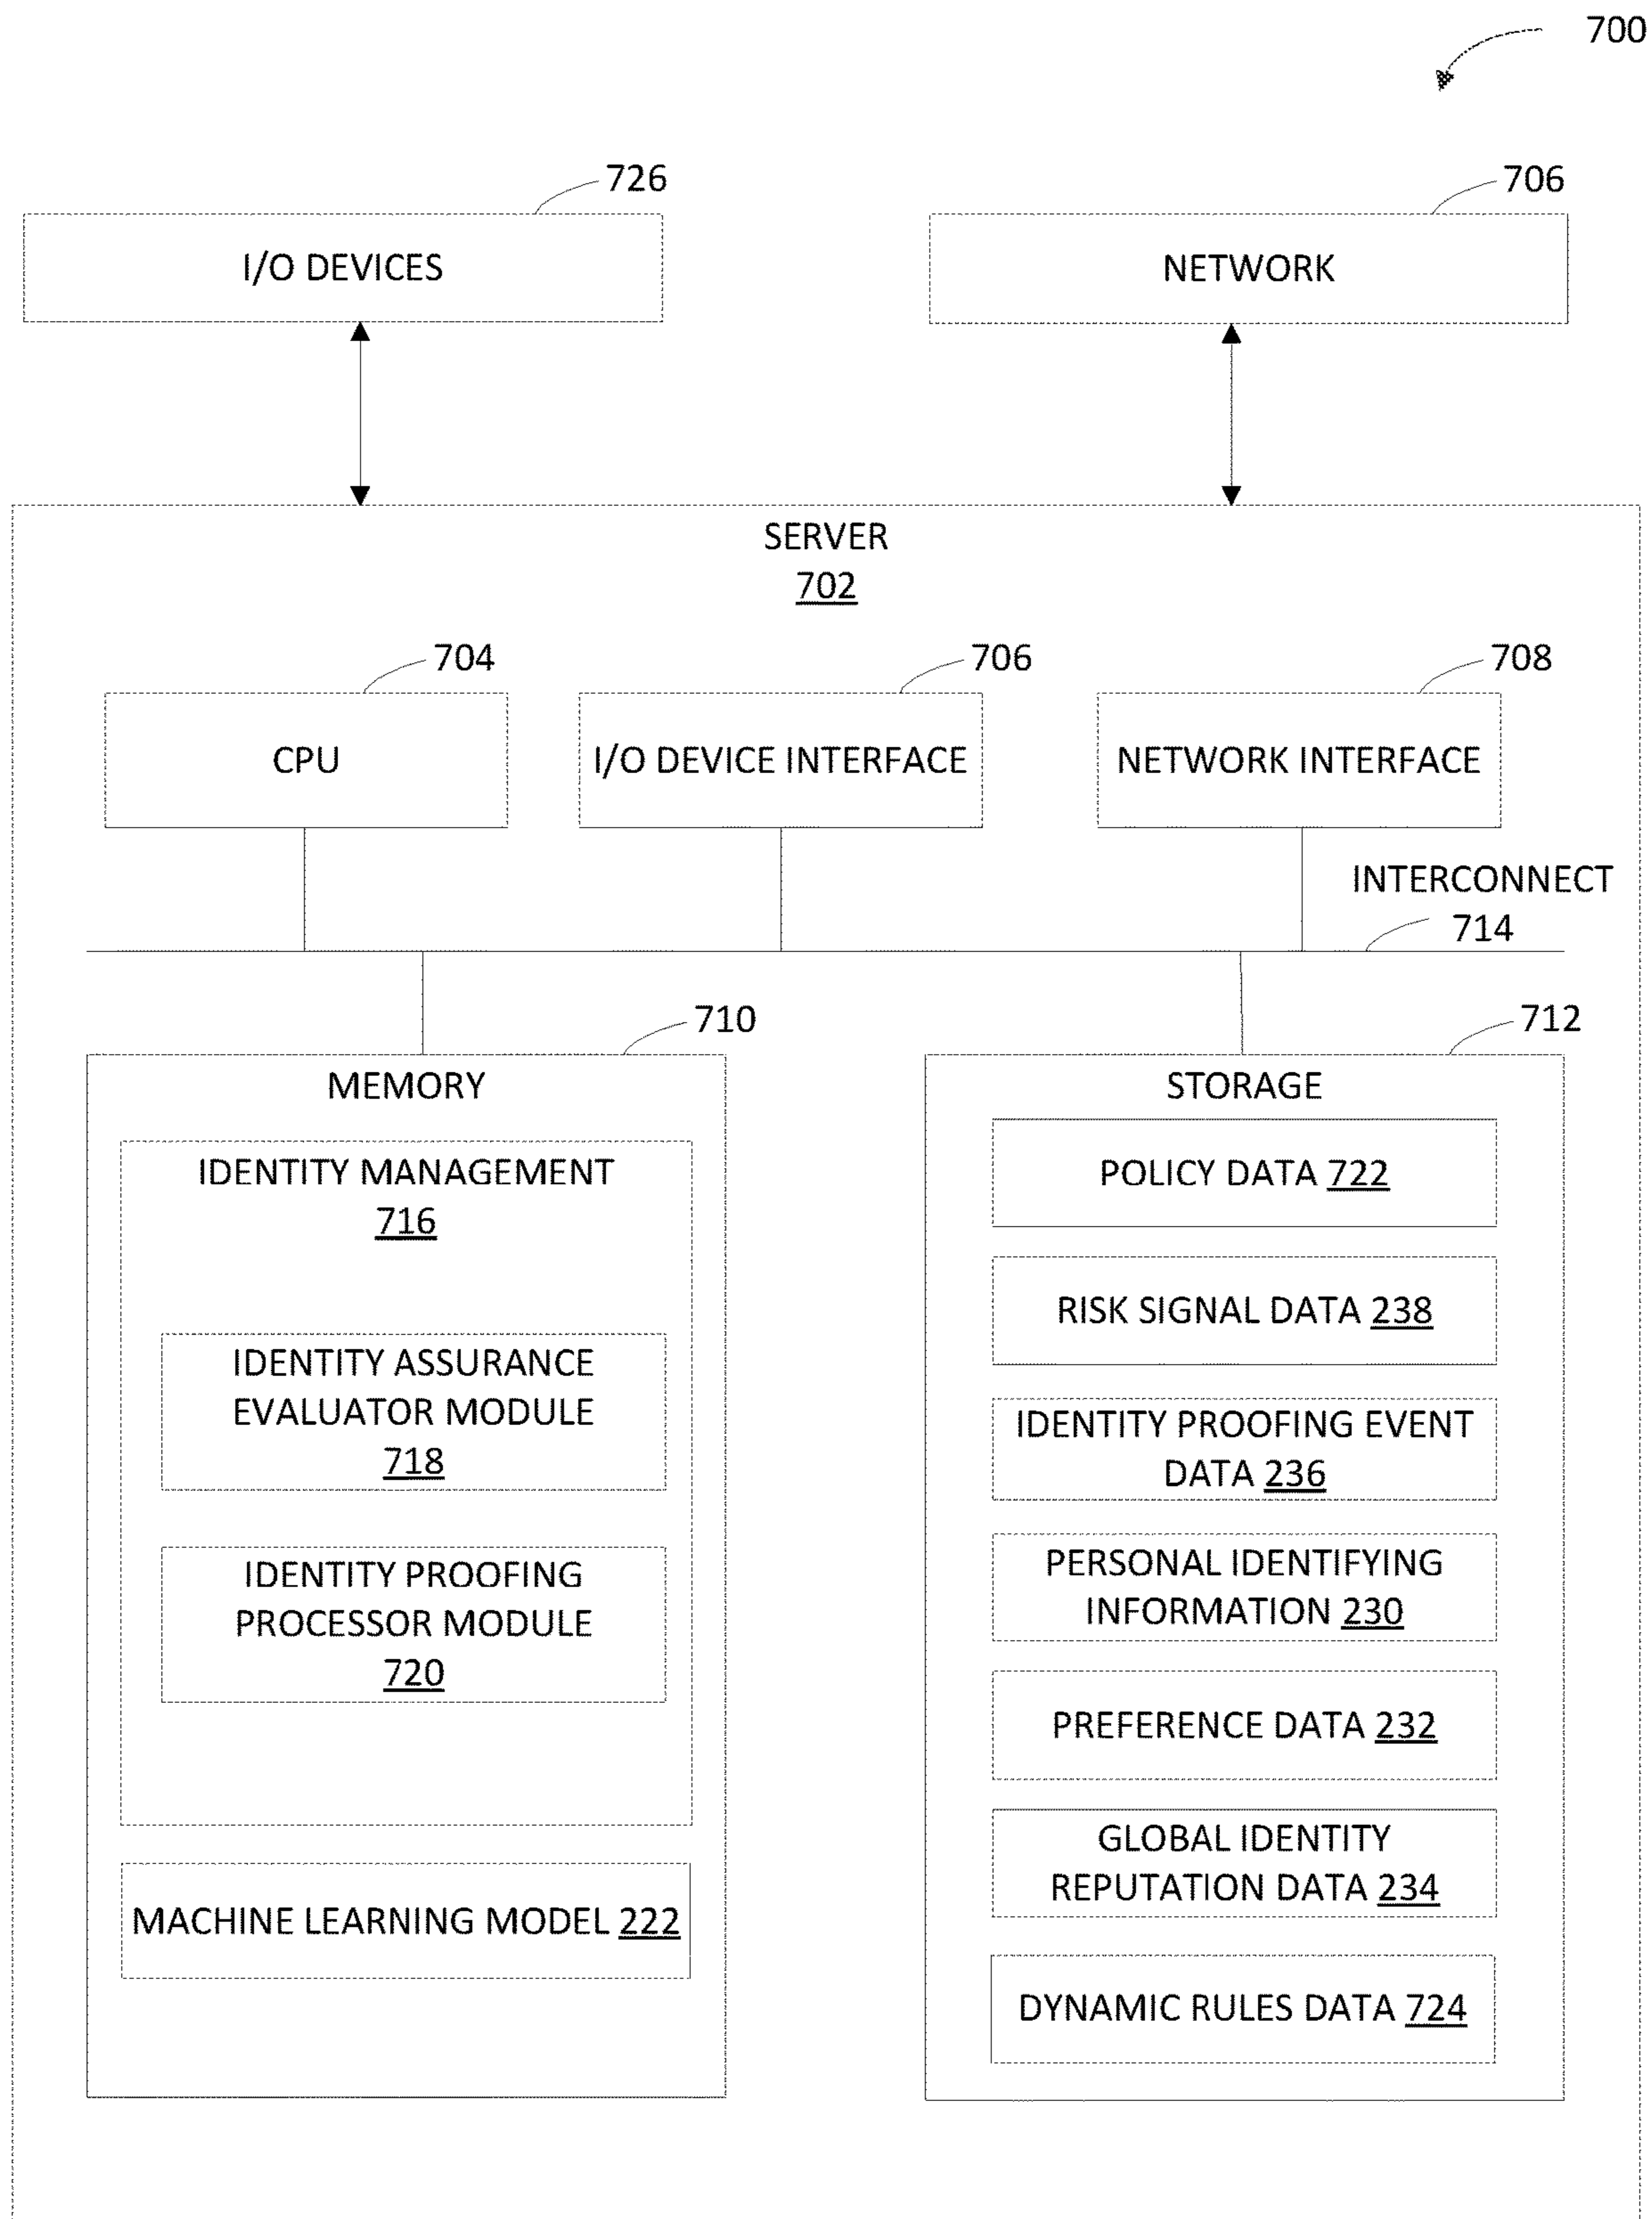 700
726
706
I/O DEVICES
NETWORK
SERVER
702
704
706
708
CPU
I/O DEVICE INTERFACE
NETWORK INTERFACE
INTERCONNECT
714
710
712
MEMORY
IDENTITY MANAGEMENT
716
IDENTITY ASSURANCE
EVALUATOR MODULE
718
IDENTITY PROOFING
PROCESSOR MODULE
720
MACHINE LEARNING MODEL 222
STORAGE
POLICY DATA 722
RISK SIGNAL DATA 238
IDENTITY PROOFING EVENT
DATA 236
PERSONAL IDENTIFYING
INFORMATION 230
PREFERENCE DATA 232
GLOBAL IDENTITY
REPUTATION DATA 234
DYNAMIC RULES DATA 724